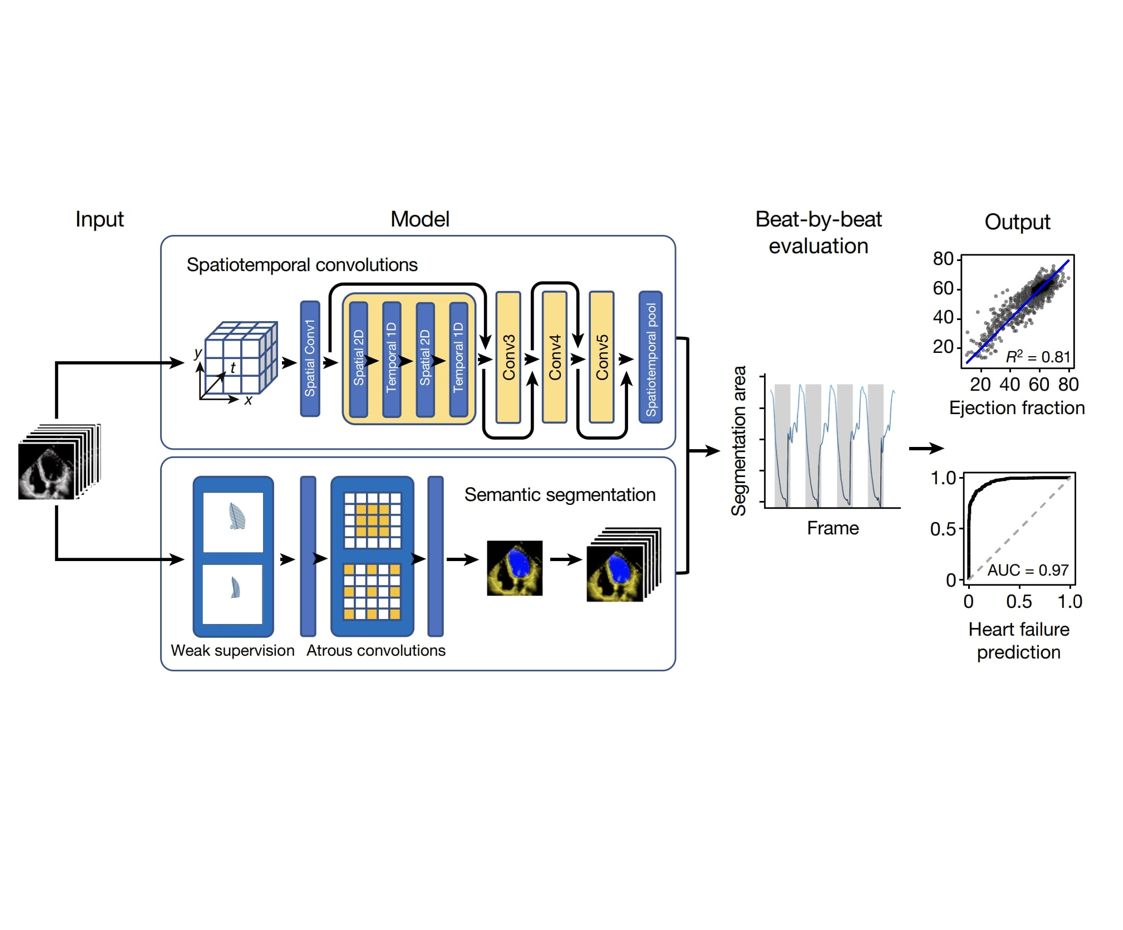 Input
Model
Beat-by-beat
evaluation
Output
Spatiotemporal convolutions
y
t
x
Spatial Conv1
Spatial 2D
Temporal 1D
Spatial 2D
Temporal 1D
Conv3
Conv4
Conv5
Spatiotemporal pool
Semantic segmentation
Weak supervision
Atrous convolutions
Segmentation area
Frame
80
60
40
20
R² = 0.81
20 40 60 80
Ejection fraction
1.0
0.5
0
AUC = 0.97
0 0.5 1.0
Heart failure
prediction